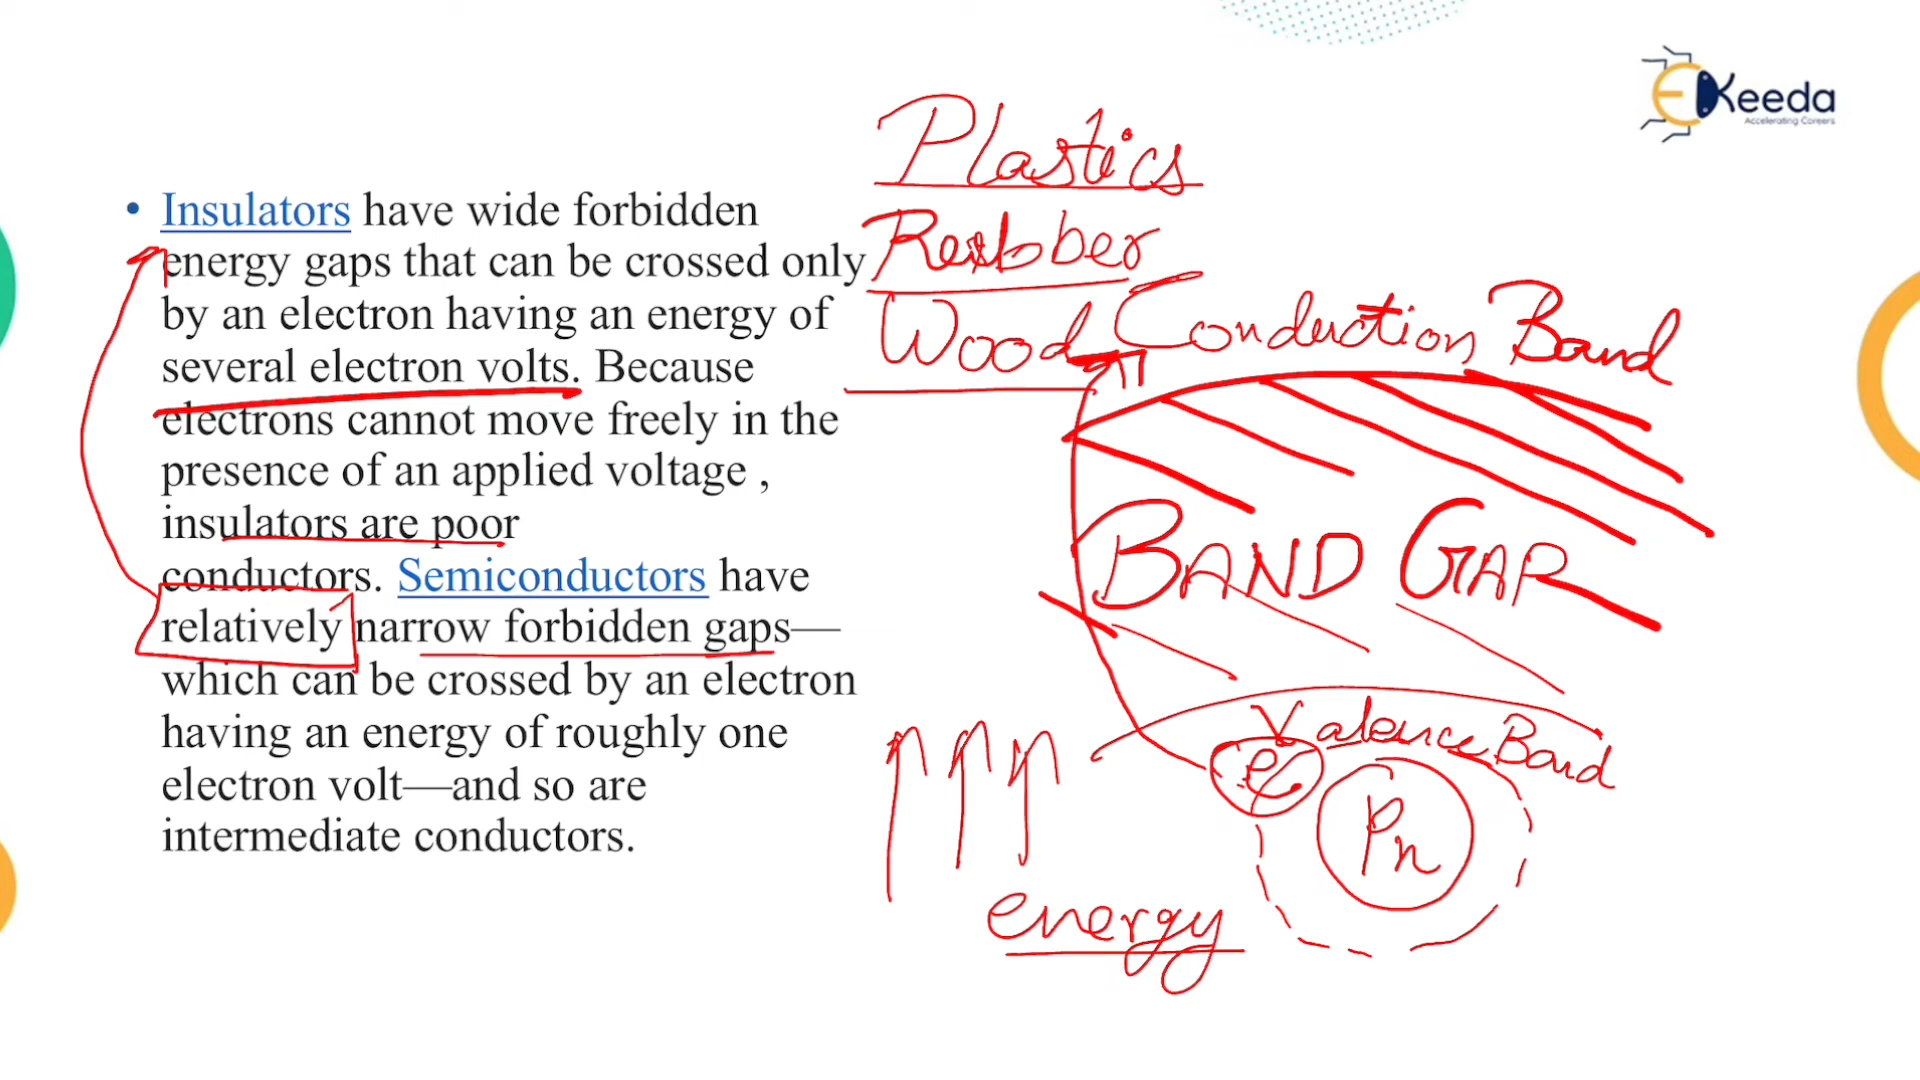 EKeeda
Accelerating Careers
• Insulators have wide forbidden
energy gaps that can be crossed only
by an electron having an energy of
several electron volts. Because
electrons cannot move freely in the
presence of an applied voltage ,
insulators are poor
conductors. Semiconductors have
relatively narrow forbidden gaps—
which can be crossed by an electron
having an energy of roughly one
electron volt—and so are
intermediate conductors.
Plastics
Rubber
Wood
Conduction Band
BAND GAP
Valence Band
e
Pn
energy